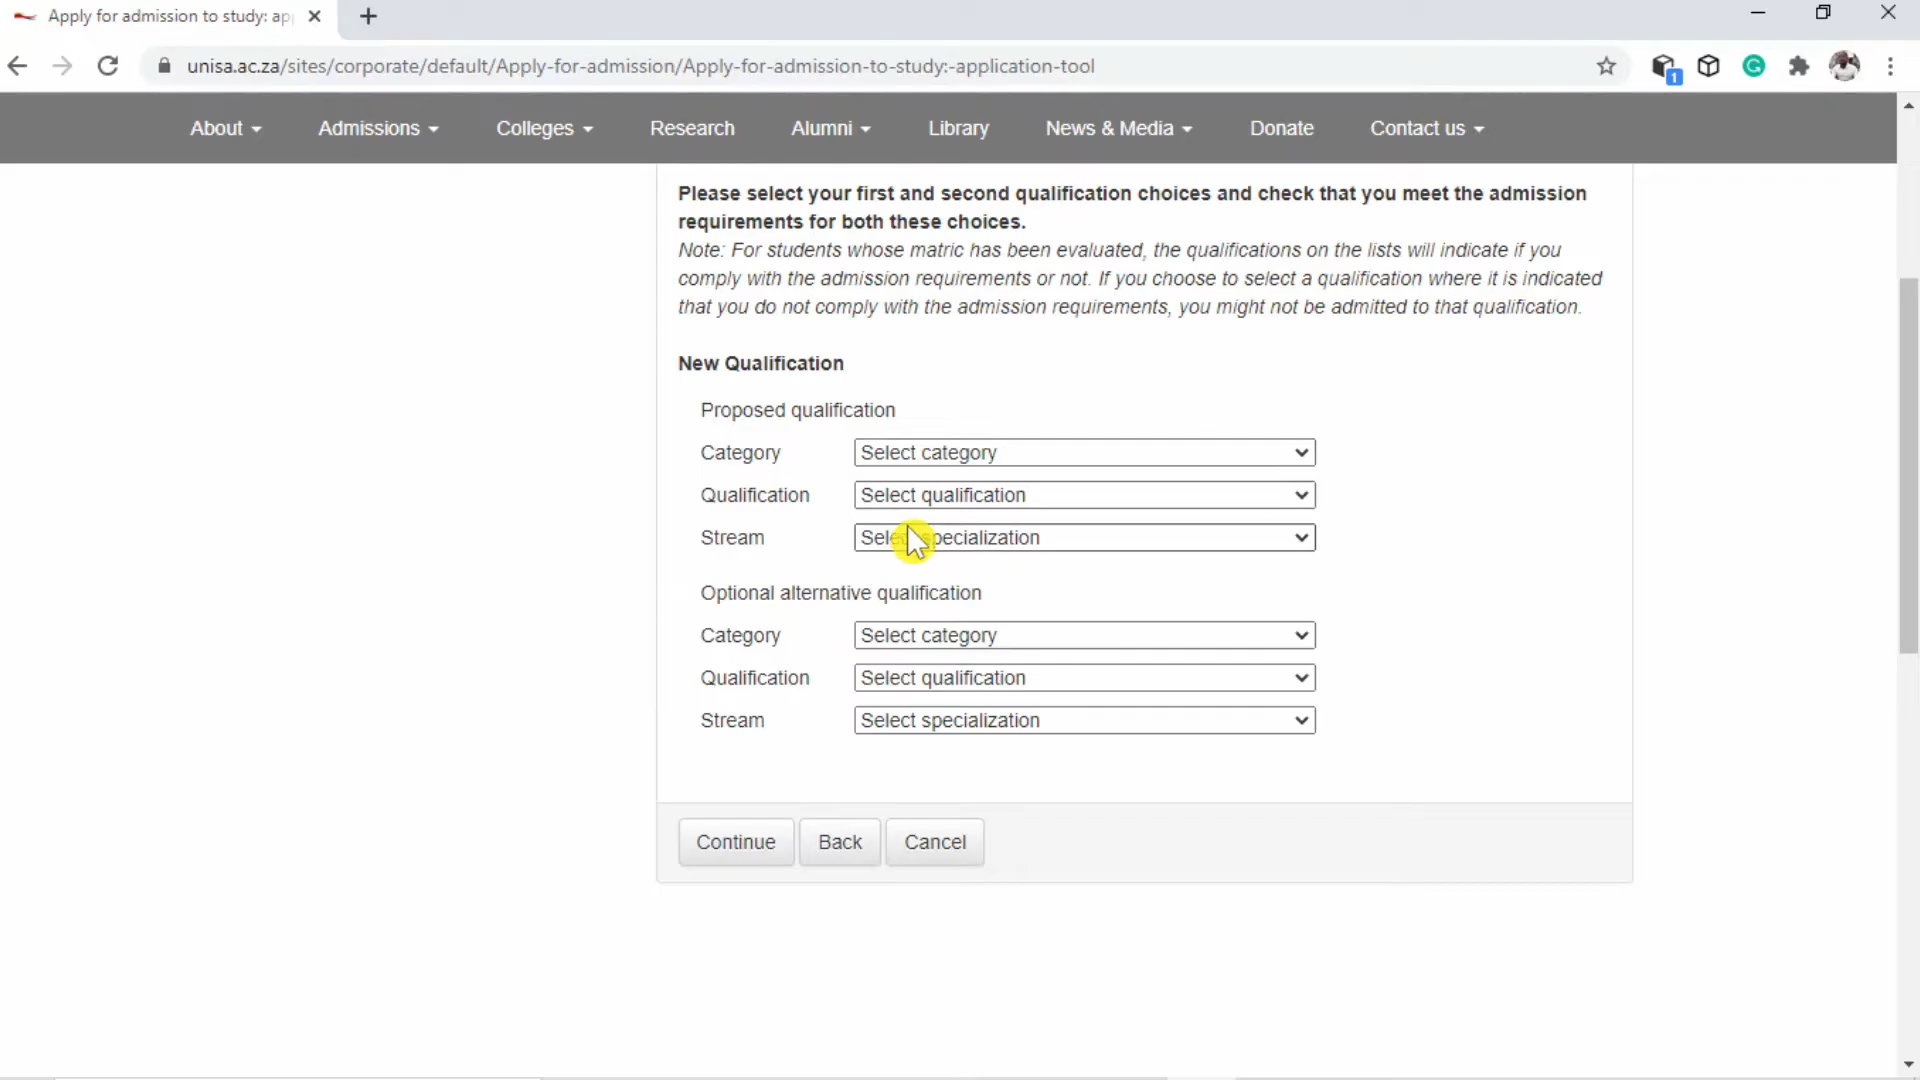 Apply for admission to study: ap
unisa.ac.za/sites/corporate/default/Apply-for-admission/Apply-for-admission-to-study:-application-tool
1
About Admissions Colleges Research Alumni Library News & Media Donate Contact us
Please select your first and second qualification choices and check that you meet the admission
requirements for both these choices.
Note: For students whose matric has been evaluated, the qualifications on the lists will indicate if you
comply with the admission requirements or not. If you choose to select a qualification where it is indicated
that you do not comply with the admission requirements, you might not be admitted to that qualification.
New Qualification
Proposed qualification
Category Select category
Qualification Select qualification
Stream Select specialization
Optional alternative qualification
Category Select category
Qualification Select qualification
Stream Select specialization
Continue Back Cancel